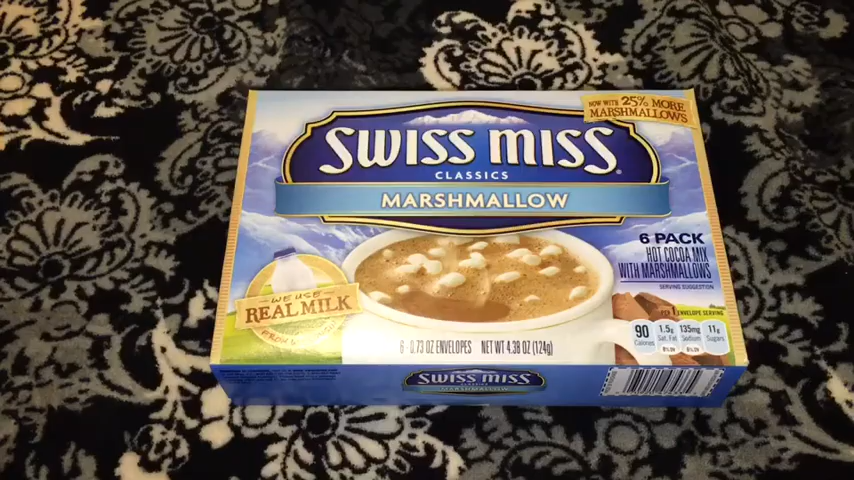 NOW WITH 25% MORE
MARSHMALLOWS
SWISS MISS
CLASSICS
MARSHMALLOW
6 PACK
HOT COCOA MIX
WITH MARSHMALLOWS
SERVING SUGGESTION
WE USE
REAL MILK
PER 1 ENVELOPE SERVING
90 1.5g 135mg 11g
Calories Sat. Fat Sodium Sugars
6 - 0.73 OZ ENVELOPES NET WT 4.38 OZ (124g)
SWISS MISS
MARSHMALLOW